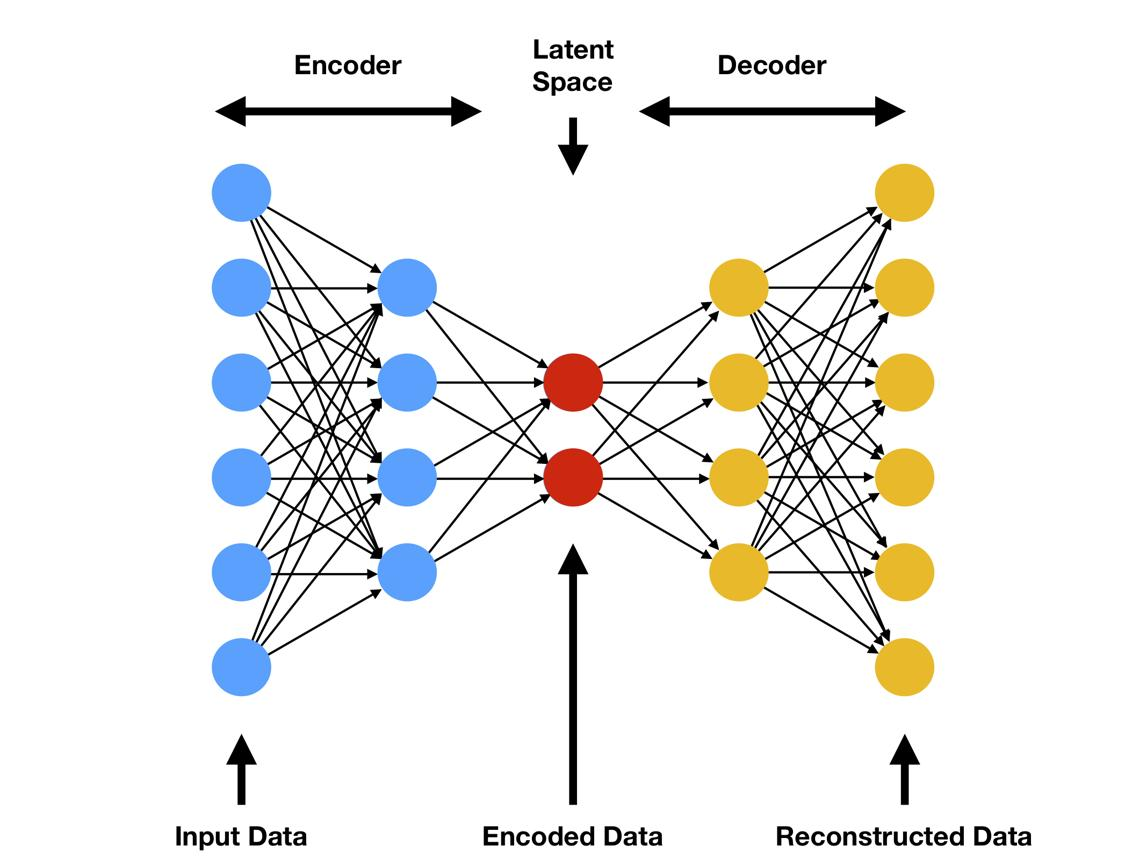 Encoder
Latent
Space
Decoder
Input Data
Encoded Data
Reconstructed Data